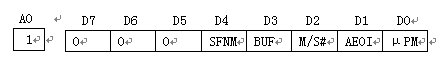 A0 D7 D6 D5 D4 D3 D2 D1 D0
1 0 0 0 SFNM BUF M/S# AEOI μPM